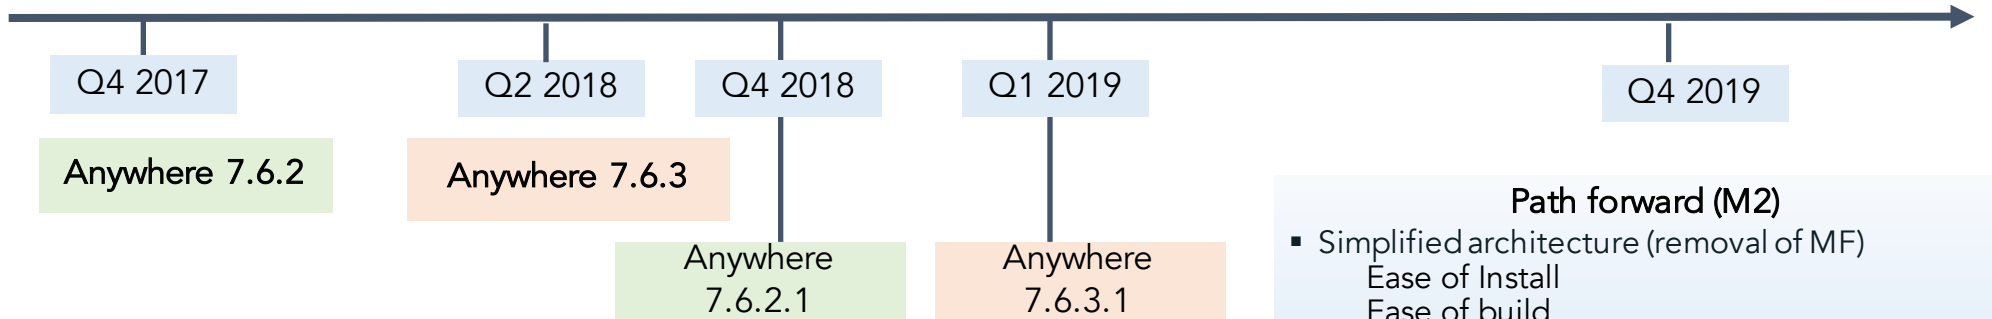 Q4 2017
Q2 2018
Q4 2018
Q1 2019
Q4 2019
Anywhere 7.6.2
Anywhere 7.6.3
Anywhere
7.6.2.1
Anywhere
7.6.3.1
Path forward (M2)
▪ Simplified architecture (removal of MF)
Ease of Install
Ease of build